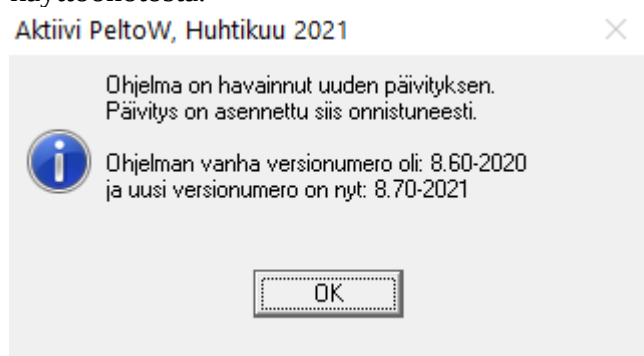 käyttöönotosta.
Aktiivi PeltoW, Huhtikuu 2021
Ohjelma on havainnut uuden päivityksen.
Päivitys on asennettu siis onnistuneesti.
Ohjelman vanha versionumero oli: 8.60-2020
ja uusi versionumero on nyt: 8.70-2021
OK